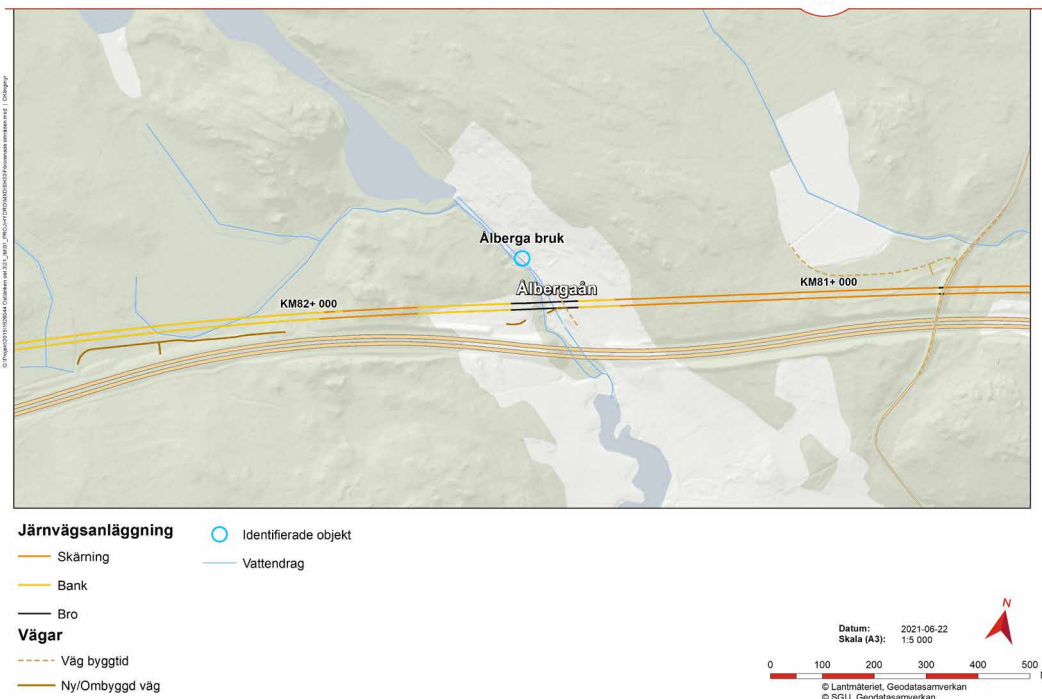 Ålberga bruk
Ålbergaån
KM81+ 000
KM82+ 000
Järnvägsanläggning
Skärning
Bank
Bro
Vägar
Väg byggtid
Ny/Ombyggd väg
Identifierade objekt
Vattendrag
N
Datum: 2021-06-22
Skala (A3): 1:5 000
0 100 200 300 400 500
© Lantmäteriet, Geodatasamverkan
© SGU, Geodatasamverkan